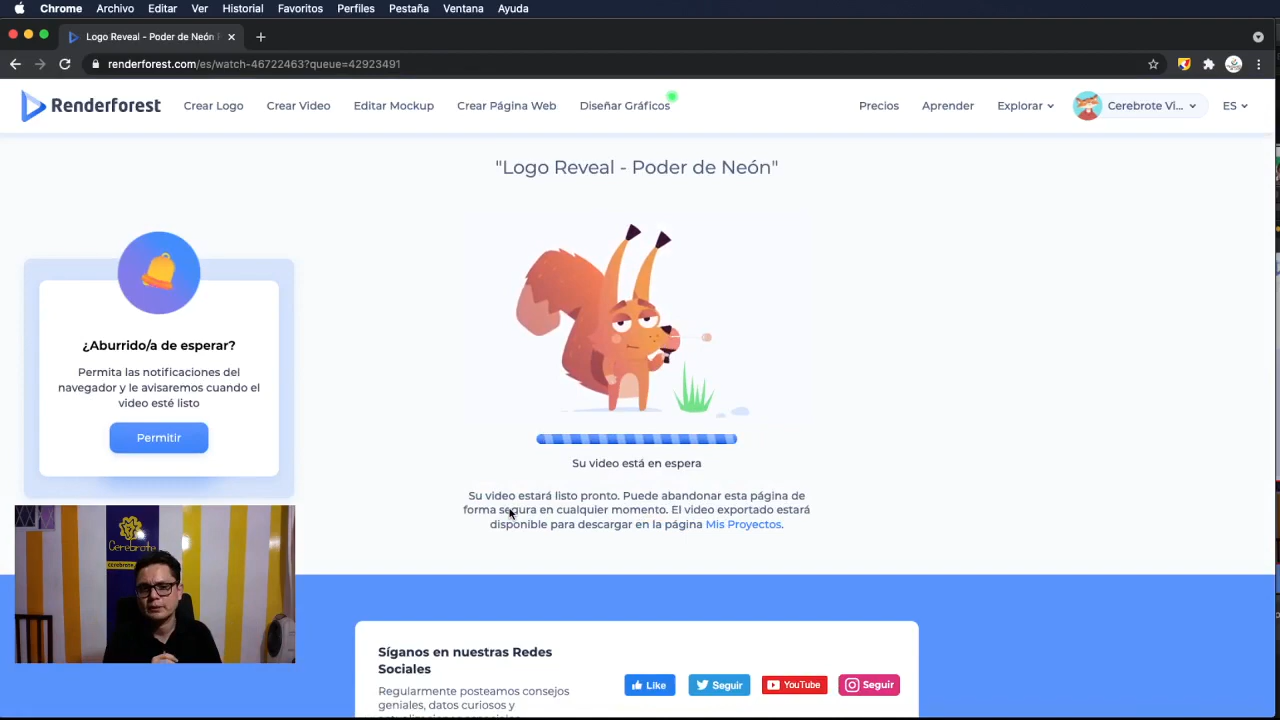 Chrome Archivo Editar Ver Historial Favoritos Perfiles Pestaña Ventana Ayuda
Logo Reveal - Poder de Neón
renderforest.com/es/watch-46722463?queue=42923491
Renderforest Crear Logo Crear Video Editar Mockup Crear Página Web Diseñar Gráficos Precios Aprender Explorar Cerebrote Vi... ES
"Logo Reveal - Poder de Neón"
¿Aburrido/a de esperar?
Permita las notificaciones del
navegador y le avisaremos cuando el
video esté listo
Permitir
Su video está en espera
Su video estará listo pronto. Puede abandonar esta página de
forma segura en cualquier momento. El video exportado estará
disponible para descargar en la página Mis Proyectos.
Cerebrote
Síganos en nuestras Redes
Sociales
Regularmente posteamos consejos
geniales, datos curiosos y
Like Seguir YouTube Seguir